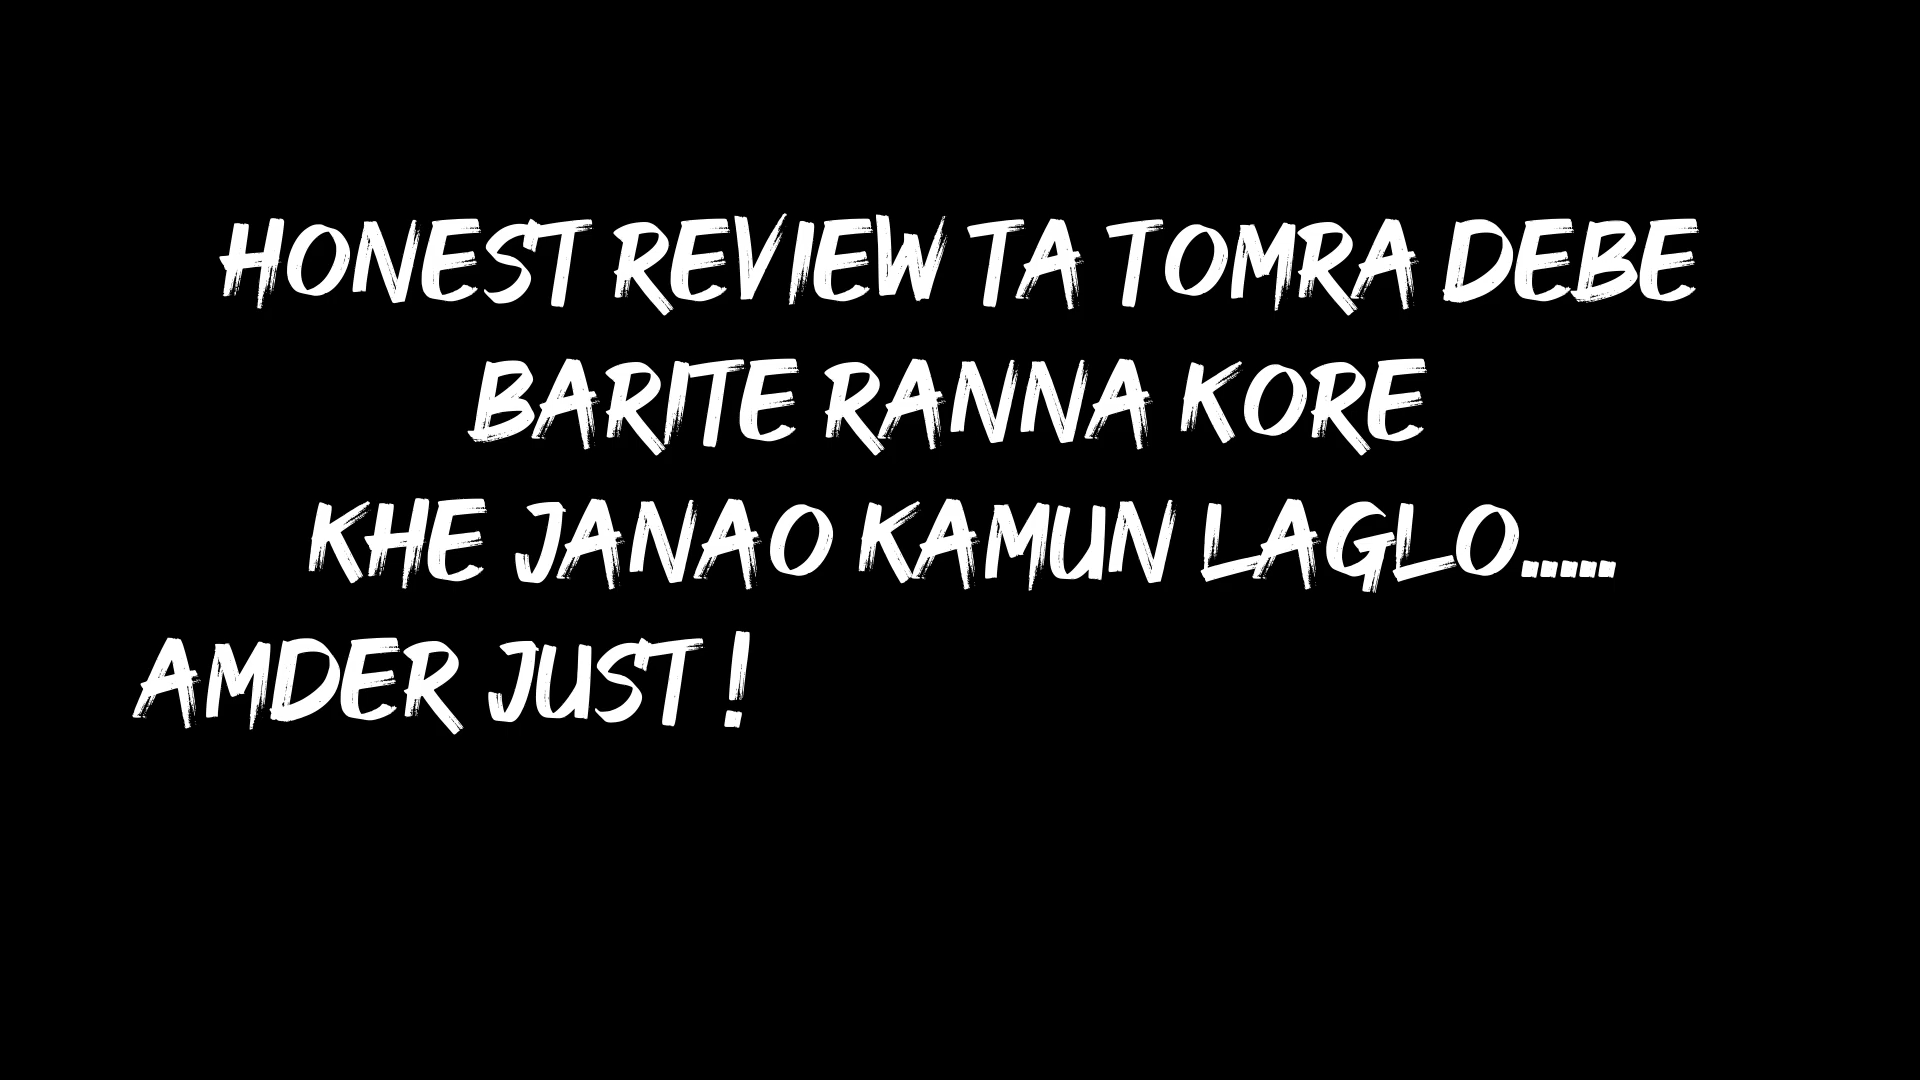 HONEST REVIEW TA TOMRA DEBE
BARITE RANNA KORE
KHE JANAO KAMUN LAGLO.....
AMDER JUST !